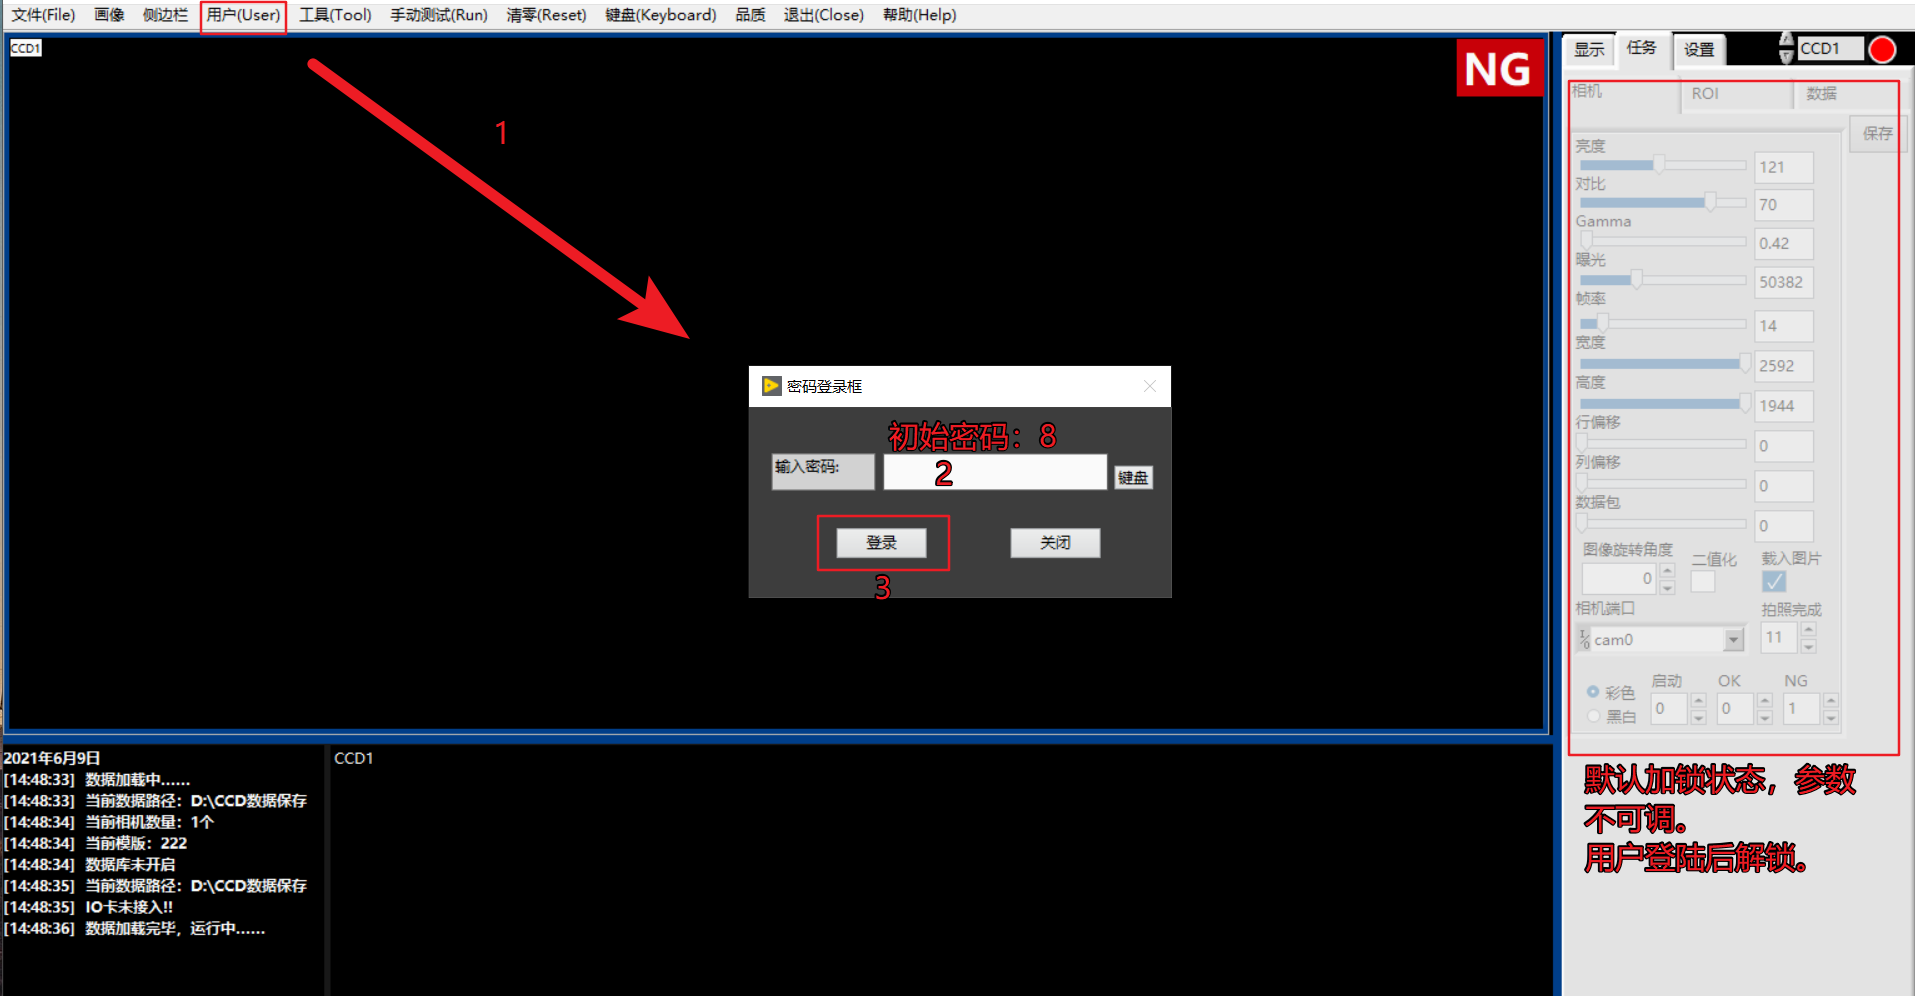 文件(File) 画像 侧边栏 用户(User) 工具(Tool) 手动测试(Run) 清零(Reset) 键盘(Keyboard) 品质 退出(Close) 帮助(Help)
CCD1
NG
显示 任务 设置 CCD1
相机 ROI 数据
保存
亮度
121
对比
70
Gamma
0.42
曝光
50382
帧率
14
宽度
2592
高度
1944
行偏移
0
列偏移
0
数据包
0
图像旋转角度 二值化 载入图片
0
相机端口 拍照完成
cam0 11
彩色 启动 OK NG
黑白 0 0 1
默认加锁状态，参数
不可调。
用户登陆后解锁。
1
密码登录框
初始密码：8
输入密码: 2 键盘
登录 关闭
3
2021年6月9日
[14:48:33] 数据加载中......
[14:48:33] 当前数据路径：D:\CCD数据保存
[14:48:34] 当前相机数量：1个
[14:48:34] 当前模版：222
[14:48:34] 数据库未开启
[14:48:35] 当前数据路径：D:\CCD数据保存
[14:48:35] IO卡未接入!!
[14:48:36] 数据加载完毕，运行中......
CCD1